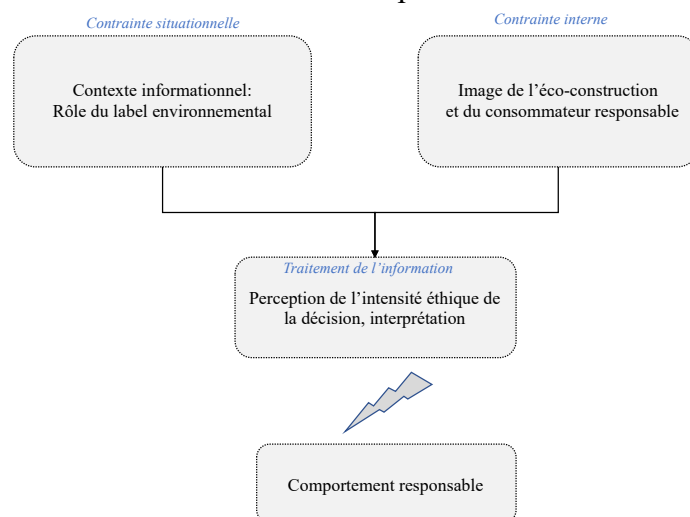 Contrainte situationnelle
Contrainte interne
Contexte informationnel:
Rôle du label environnemental
Image de l’éco-construction
et du consommateur responsable
Traitement de l’information
Perception de l’intensité éthique de
la décision, interprétation
Comportement responsable